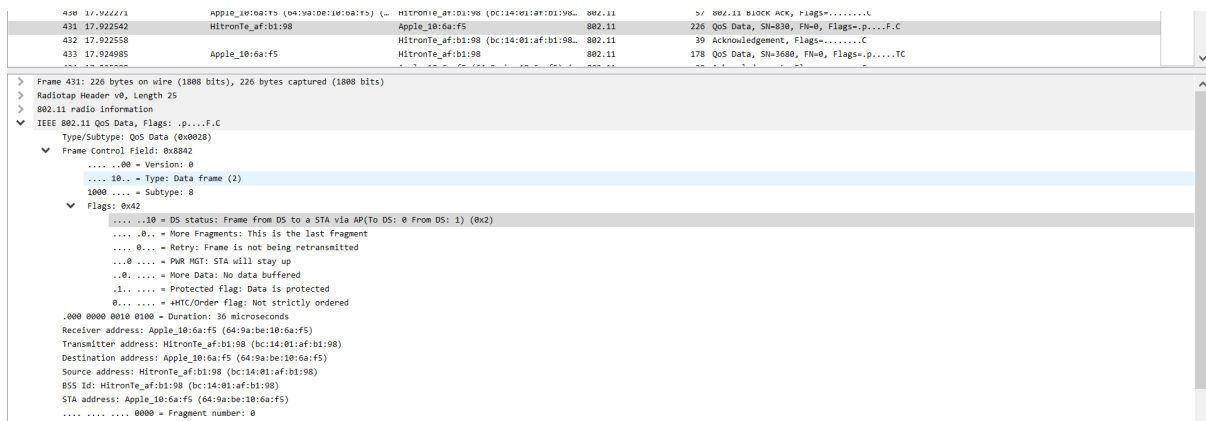 430 17.922271 Apple_10:6a:f5 (64:9a:be:10:6a:f5) (… HitronTe_af:b1:98 (bc:14:01:af:b1:98… 802.11 57 802.11 Block Ack, Flags=........C
431 17.922542 HitronTe_af:b1:98 Apple_10:6a:f5 802.11 226 QoS Data, SN=830, FN=0, Flags=.p....F.C
432 17.922558 HitronTe_af:b1:98 (bc:14:01:af:b1:98… 802.11 39 Acknowledgement, Flags=........C
433 17.924985 Apple_10:6a:f5 HitronTe_af:b1:98 802.11 178 QoS Data, SN=3680, FN=0, Flags=.p.....TC
Frame 431: 226 bytes on wire (1808 bits), 226 bytes captured (1808 bits)
Radiotap Header v0, Length 25
802.11 radio information
IEEE 802.11 QoS Data, Flags: .p....F.C
Type/Subtype: QoS Data (0x0028)
Frame Control Field: 0x8842
.... ..00 = Version: 0
.... 10.. = Type: Data frame (2)
1000 .... = Subtype: 8
Flags: 0x42
.... ..10 = DS status: Frame from DS to a STA via AP(To DS: 0 From DS: 1) (0x2)
.... .0.. = More Fragments: This is the last fragment
.... 0... = Retry: Frame is not being retransmitted
...0 .... = PWR MGT: STA will stay up
..0. .... = More Data: No data buffered
.1.. .... = Protected flag: Data is protected
0... .... = +HTC/Order flag: Not strictly ordered
.000 0000 0010 0100 = Duration: 36 microseconds
Receiver address: Apple_10:6a:f5 (64:9a:be:10:6a:f5)
Transmitter address: HitronTe_af:b1:98 (bc:14:01:af:b1:98)
Destination address: Apple_10:6a:f5 (64:9a:be:10:6a:f5)
Source address: HitronTe_af:b1:98 (bc:14:01:af:b1:98)
BSS Id: HitronTe_af:b1:98 (bc:14:01:af:b1:98)
STA address: Apple_10:6a:f5 (64:9a:be:10:6a:f5)
.... .... .... 0000 = Fragment number: 0